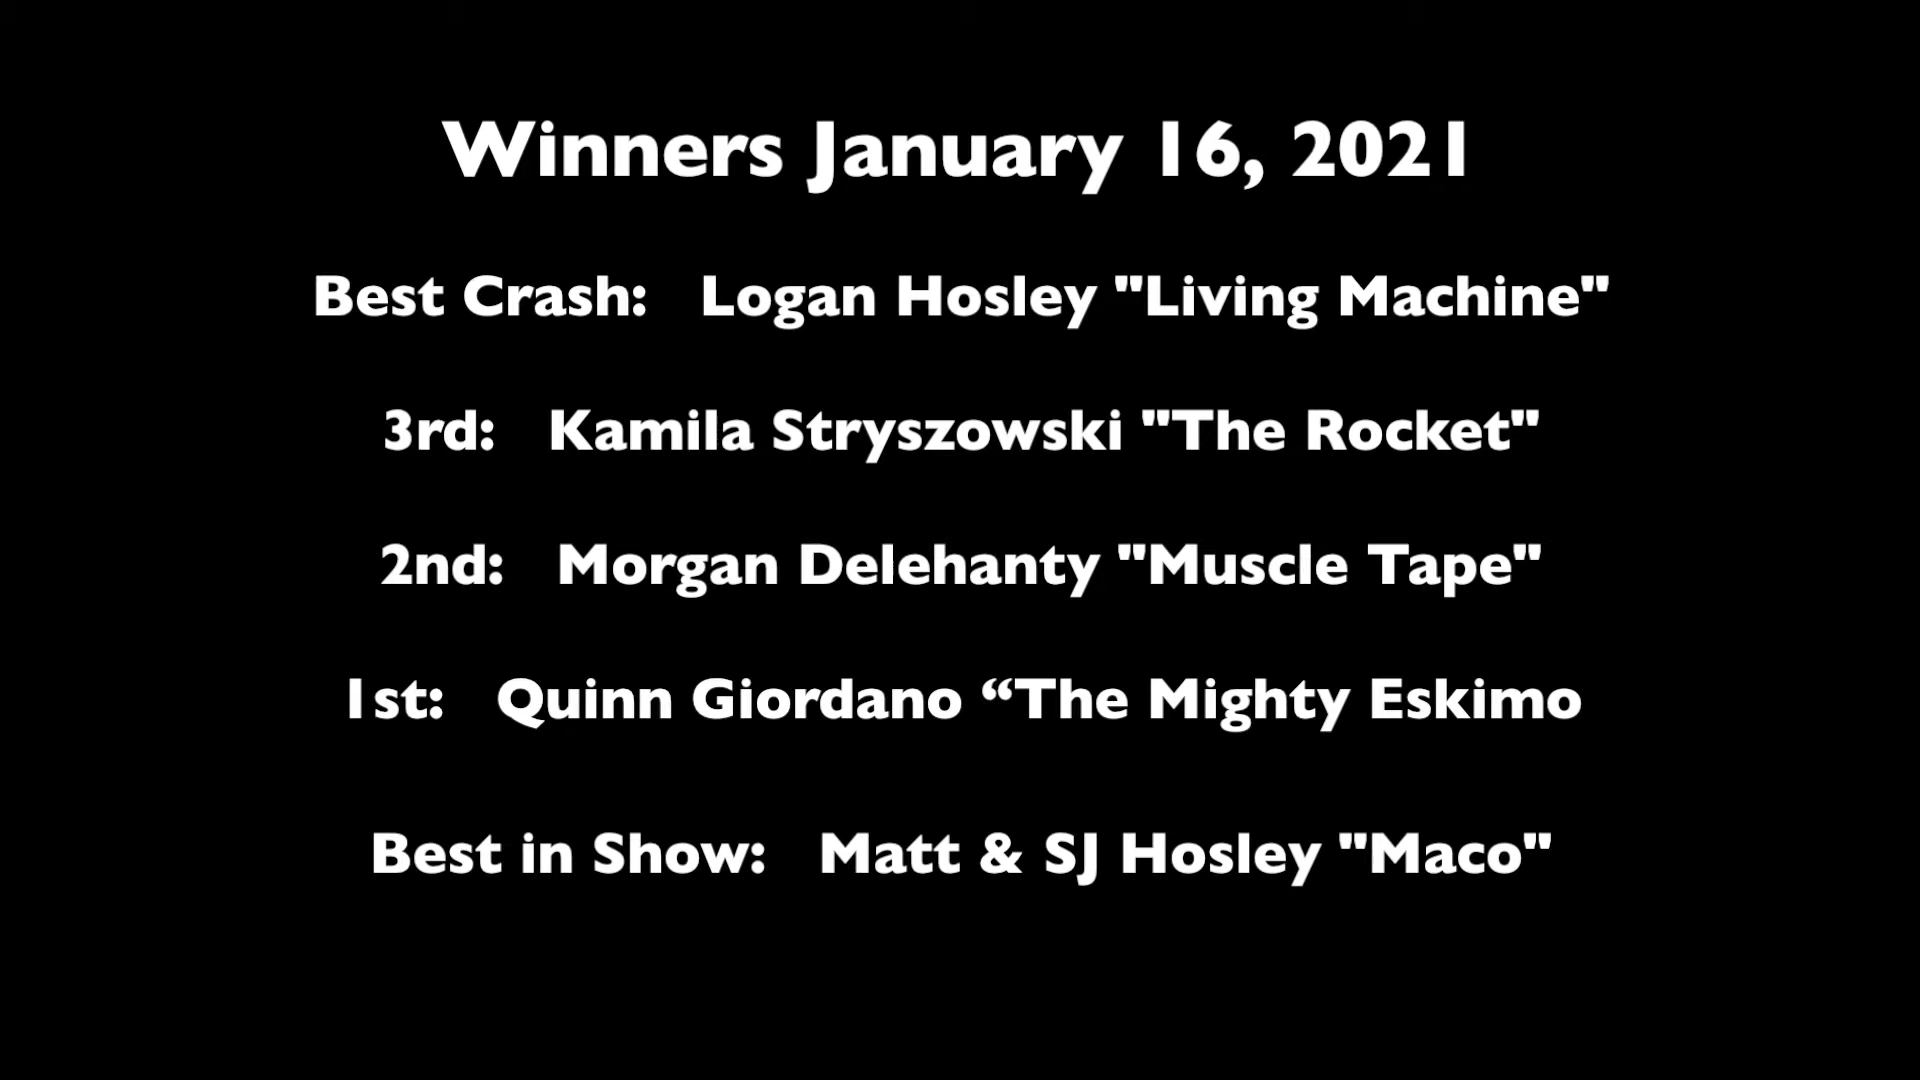 Winners January 16, 2021
Best Crash: Logan Hosley "Living Machine"
3rd: Kamila Stryszowski "The Rocket"
2nd: Morgan Delehanty "Muscle Tape"
1st: Quinn Giordano “The Mighty Eskimo
Best in Show: Matt & SJ Hosley "Maco"